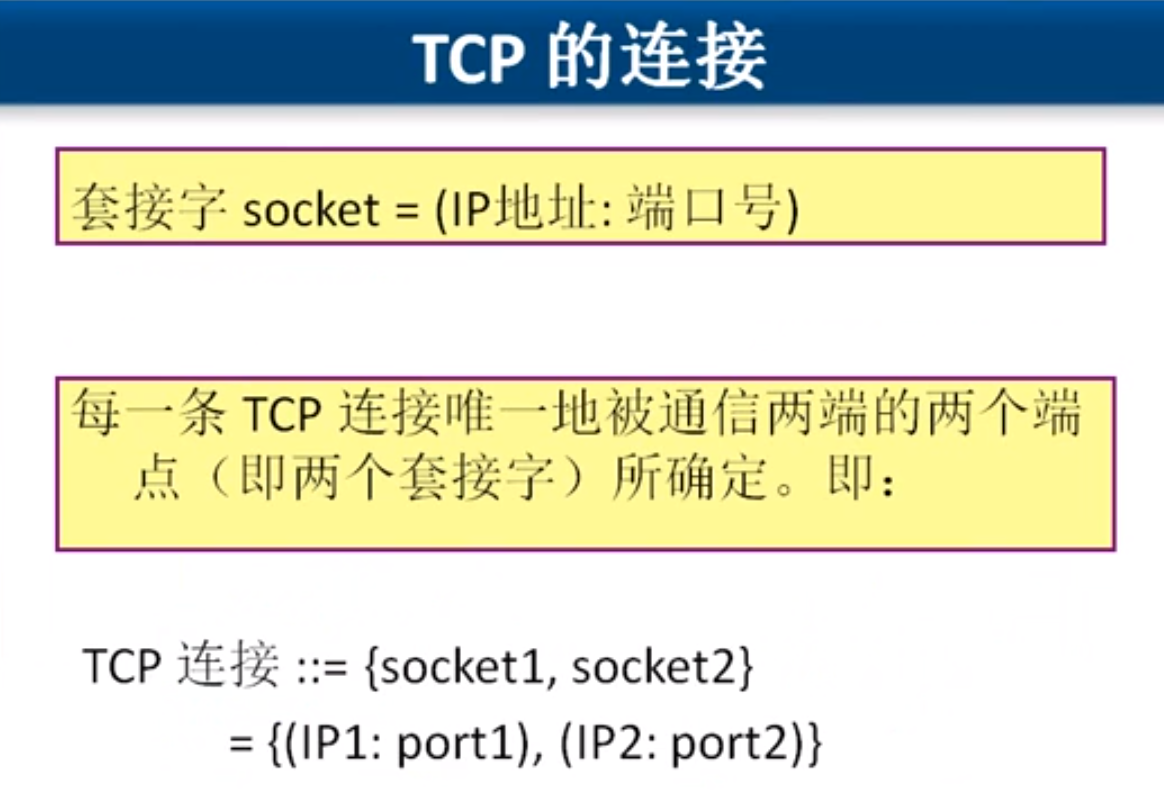 TCP 的连接
套接字 socket = (IP地址: 端口号)
每一条 TCP 连接唯一地被通信两端的两个端
点（即两个套接字）所确定。即：
TCP 连接 ::= {socket1, socket2}
= {(IP1: port1), (IP2: port2)}